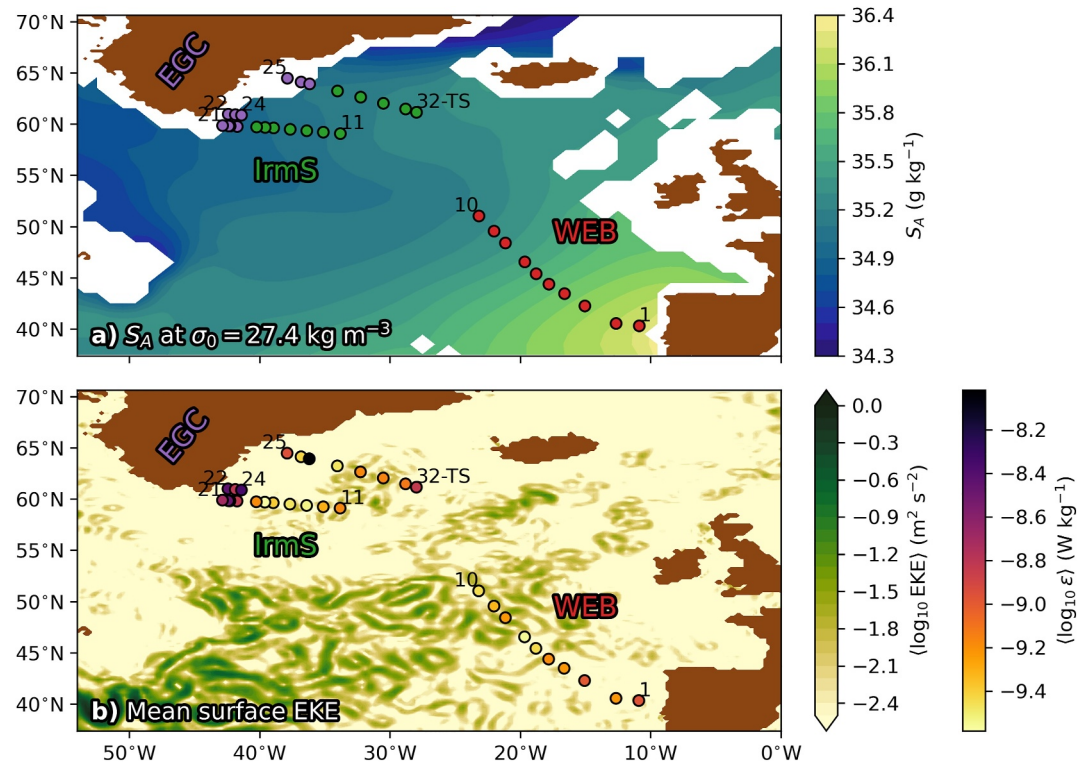 70°N
65°N
60°N
55°N
50°N
45°N
40°N
EGC
25
22
24
21
32-TS
11
IrmS
10
WEB
1
a) S_A at σ₀ = 27.4 kg m⁻³
36.4
36.1
35.8
35.5
35.2
34.9
34.6
34.3
S_A (g kg⁻¹)
70°N
65°N
60°N
55°N
50°N
45°N
40°N
EGC
25
22
24
21
32-TS
11
IrmS
10
WEB
1
b) Mean surface EKE
50°W
40°W
30°W
20°W
10°W
0°W
0.0
−0.3
−0.6
−0.9
−1.2
−1.5
−1.8
−2.1
−2.4
⟨log₁₀ EKE⟩ (m² s⁻²)
−8.2
−8.4
−8.6
−8.8
−9.0
−9.2
−9.4
⟨log₁₀ ε⟩ (W kg⁻¹)